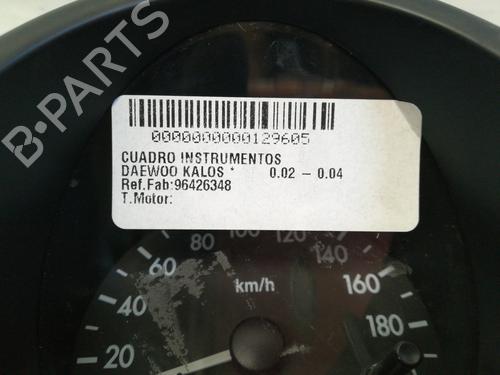 B-PARTS
0000000000129605
CUADRO INSTRUMENTOS
DAEWOO KALOS * 0.02 - 0.04
Ref.Fab:96426348
T.Motor:
20
40
60
80
100
120
140
160
180
km/h